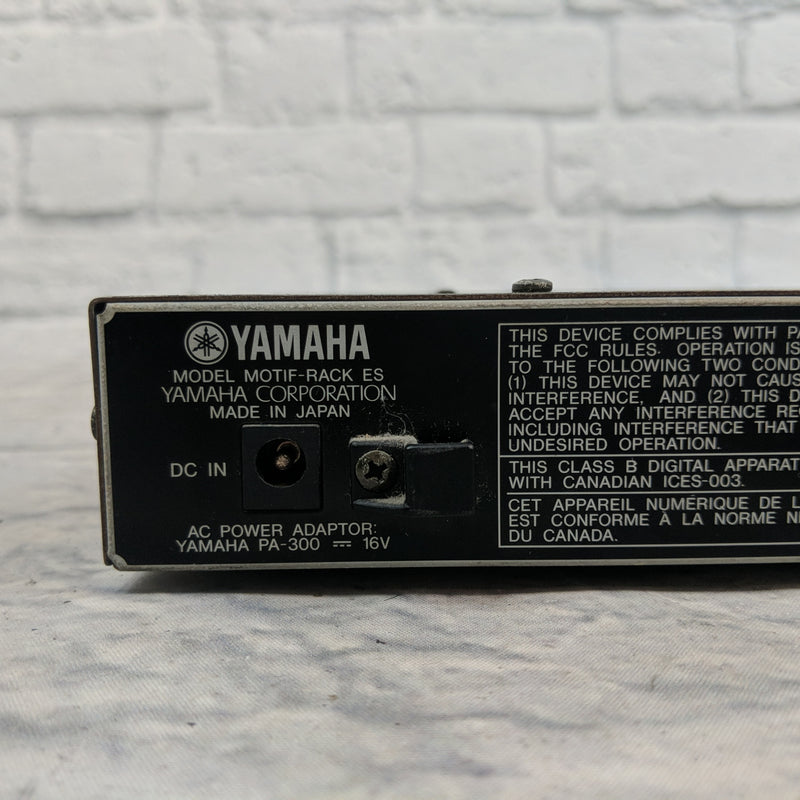 YAMAHA
MODEL MOTIF-RACK ES
YAMAHA CORPORATION
MADE IN JAPAN
DC IN
AC POWER ADAPTOR:
YAMAHA PA-300 ⎓ 16V
THIS DEVICE COMPLIES WITH
THE FCC RULES. OPERATION IS
TO THE FOLLOWING TWO
(1) THIS DEVICE MAY NOT
INTERFERENCE, AND (2) THIS
ACCEPT ANY INTERFERENCE
INCLUDING INTERFERENCE THAT
UNDESIRED OPERATION.
THIS CLASS B DIGITAL
WITH CANADIAN ICES-003.
CET APPAREIL NUMÉRIQUE DE
EST CONFORME À LA NORME
DU CANADA.